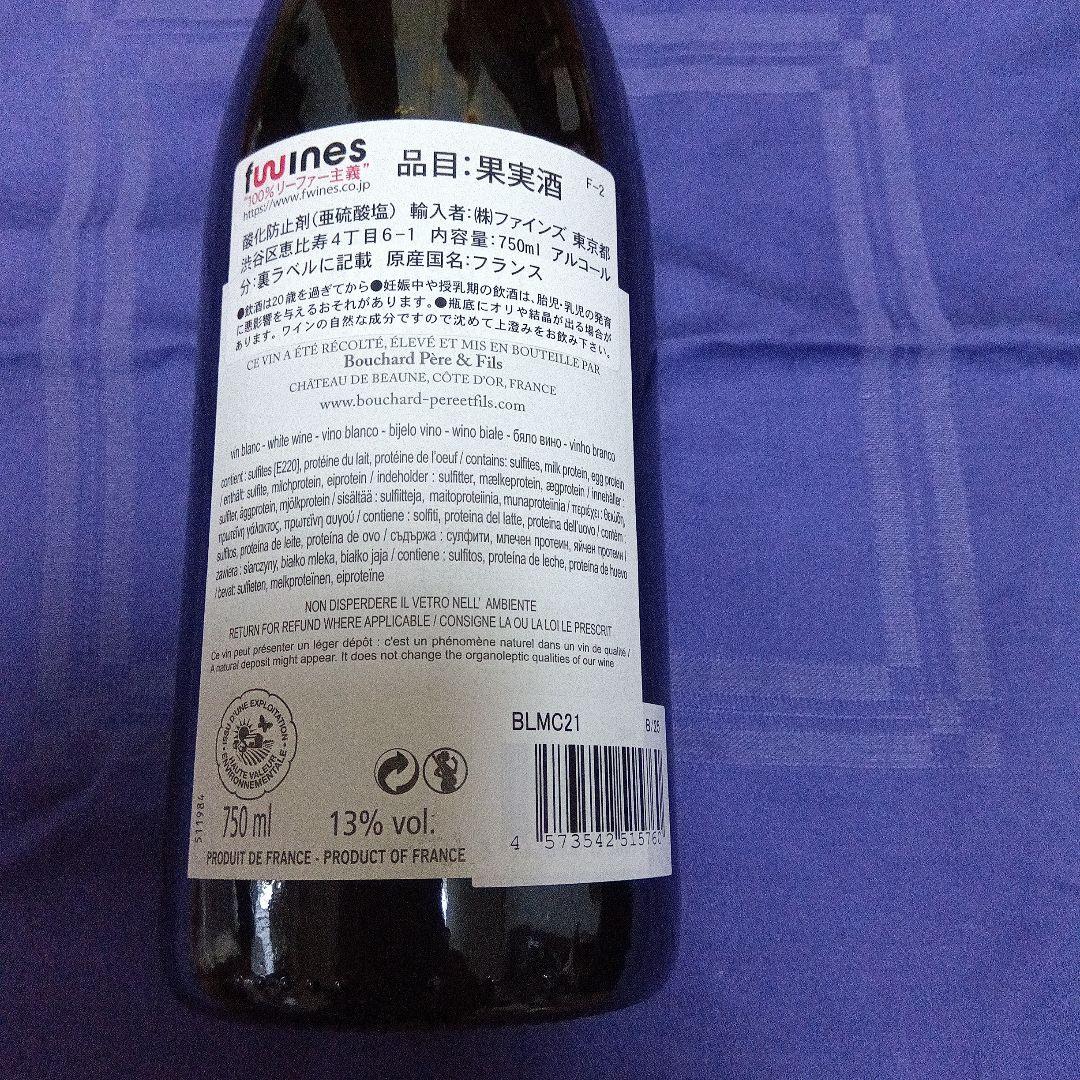 fwines
"100%リーファー主義"
https://www.fwines.co.jp
品目：果実酒
F-2
酸化防止剤（亜硫酸塩） 輸入者：㈱ファインズ 東京都
渋谷区恵比寿4丁目6-1 内容量：750ml アルコール
分：裏ラベルに記載 原産国名：フランス
●飲酒は20歳を過ぎてから●妊娠中や授乳期の飲酒は、胎児・乳児の発育
に悪影響を与えるおそれがあります。●瓶底にオリや結晶が出る場合が
あります。ワインの自然な成分ですので沈めて上澄みをお飲み下さい。
CE VIN A ÉTÉ RÉCOLTÉ, ÉLEVÉ ET MIS EN BOUTEILLE PAR
Bouchard Père & Fils
CHÂTEAU DE BEAUNE, CÔTE D'OR, FRANCE
www.bouchard-pereetfils.com
vin blanc - white wine - vino blanco - bijelo vino - wino biale - бяло вино - vinho branco
contient : sulfites [E220], protéine du lait, protéine de l'oeuf / contains: sulfites, milk protein, egg protein
/ enthält: sulfite, milchprotein, eiprotein / indeholder : sulfitter, mælkeprotein, ægprotein / innehåller :
sulfiter, äggprotein, mjölkprotein / sisältää : sulfiitteja, maitoproteiinia, munaproteiinia / περιέχει : Θειώδη,
πρωτεΐνη γάλακτος, πρωτεΐνη αυγού / contiene : solfiti, proteina del latte, proteina dell'uovo / contém :
sulfitos, proteína de leite, proteína de ovo / съдържа : сулфити, млечен протеин, яйчен протеин /
zawiera : siarczyny, białko mleka, białko jaja / contiene : sulfitos, proteína de leche, proteína de huevo
/ bevat: sulfieten, melkproteïnen, eiproteïne
NON DISPERDERE IL VETRO NELL' AMBIENTE
RETURN FOR REFUND WHERE APPLICABLE / CONSIGNE LA OU LA LOI LE PRESCRIT
Ce vin peut présenter un léger dépôt : c'est un phénomène naturel dans un vin de qualité /
A natural deposit might appear. It does not change the organoleptic qualities of our wine
ISSU D'UNE EXPLOITATION
HAUTE VALEUR
ENVIRONNEMENTALE
BLMC21
B/25
511984
750 ml
13% vol.
4 573542 515760
PRODUIT DE FRANCE - PRODUCT OF FRANCE